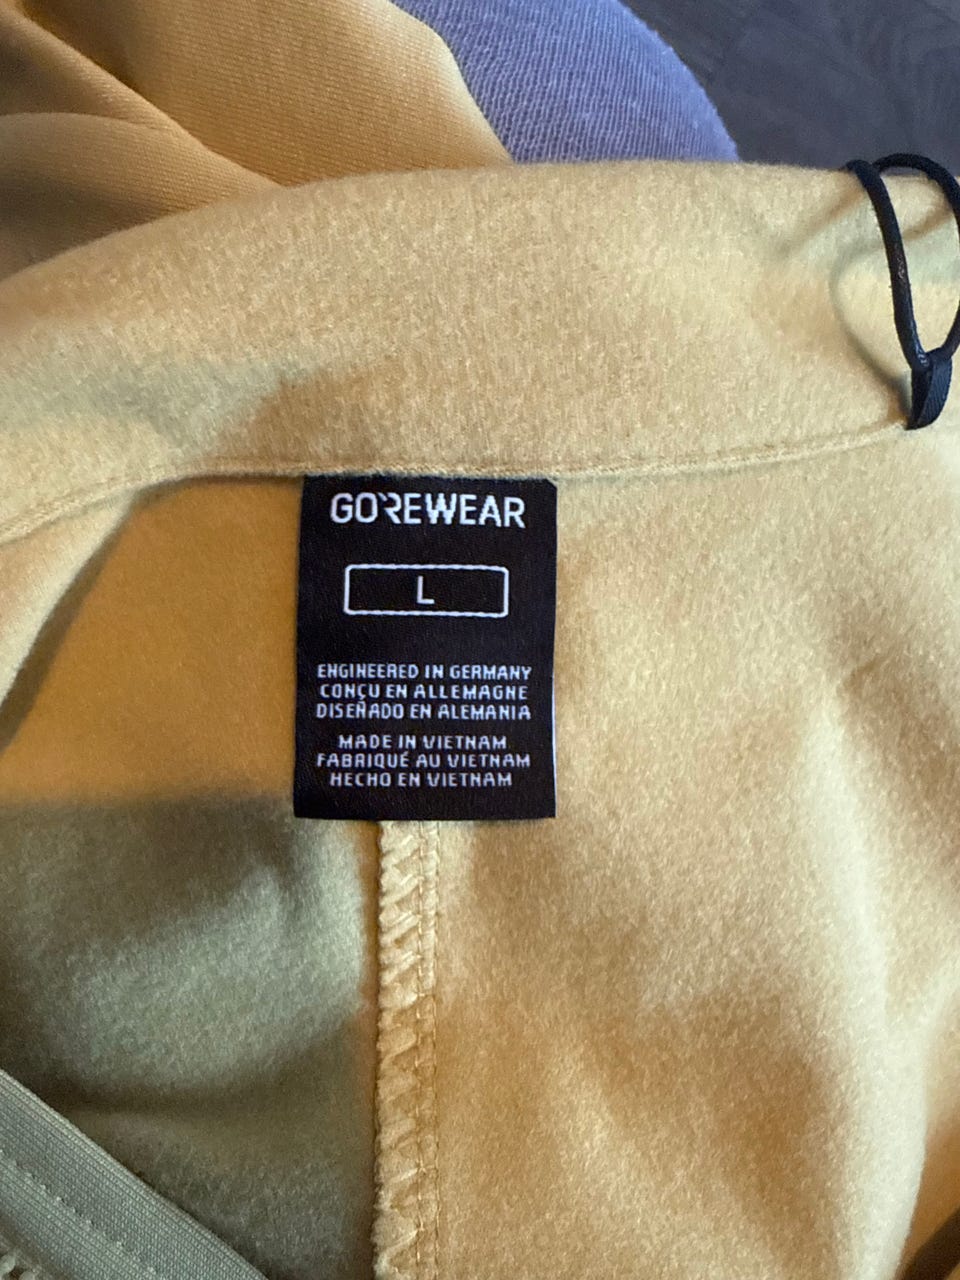 GOREWEAR
L
ENGINEERED IN GERMANY
CONÇU EN ALLEMAGNE
DISEÑADO EN ALEMANIA
MADE IN VIETNAM
FABRIQUÉ AU VIETNAM
HECHO EN VIETNAM